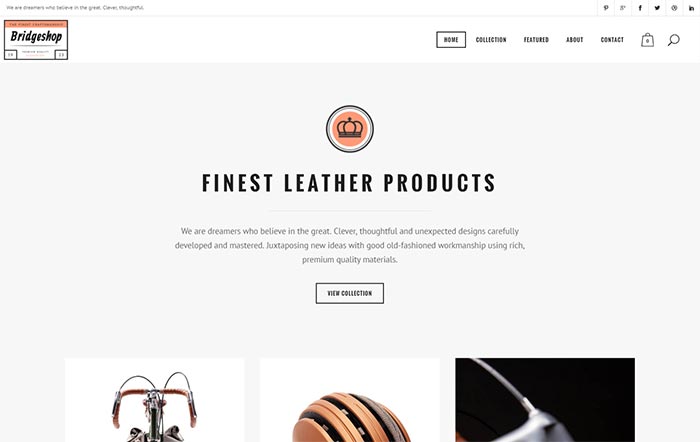 We are dreamers who believe in the great. Clever, thoughtful.
THE FINEST CRAFTSMANSHIP
Bridgeshop
PREMIUM QUALITY
HOME COLLECTION FEATURED ABOUT CONTACT 0
FINEST LEATHER PRODUCTS
We are dreamers who believe in the great. Clever, thoughtful and unexpected designs carefully
developed and mastered. Juxtaposing new ideas with good old-fashioned workmanship using rich,
premium quality materials.
VIEW COLLECTION